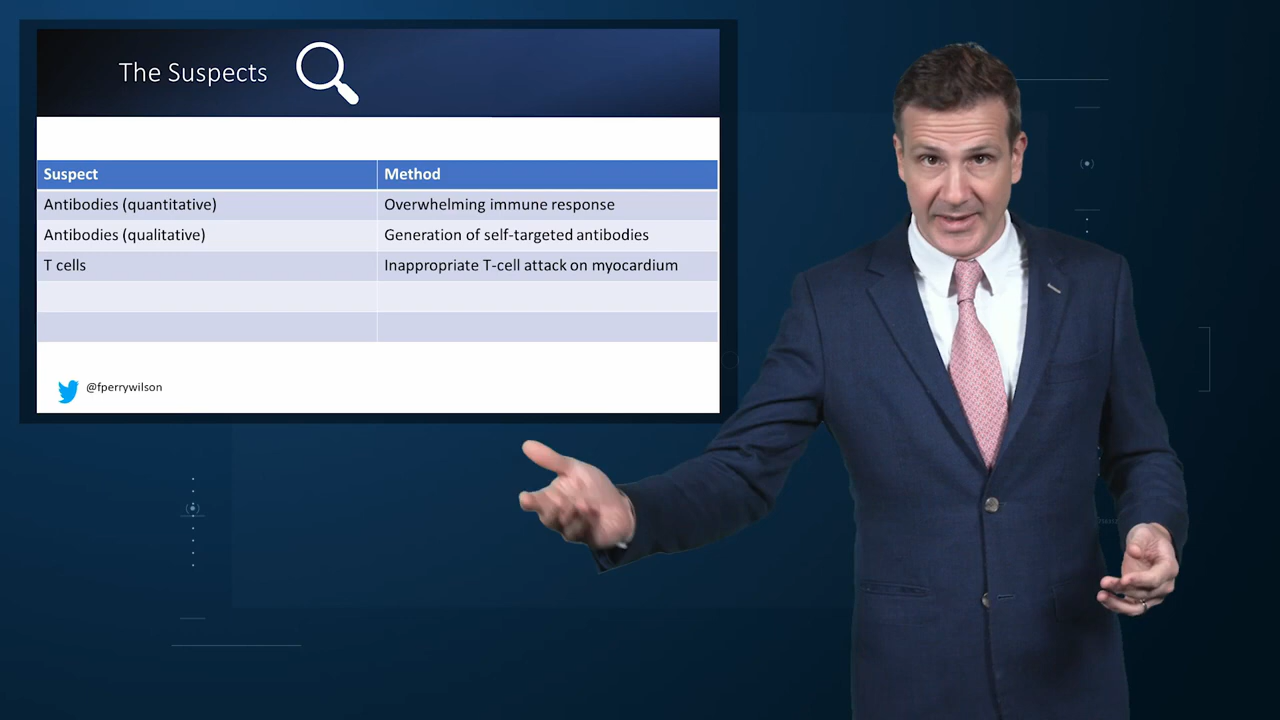 The Suspects
Suspect Method
Antibodies (quantitative) Overwhelming immune response
Antibodies (qualitative) Generation of self-targeted antibodies
T cells Inappropriate T-cell attack on myocardium
@fperrywilson